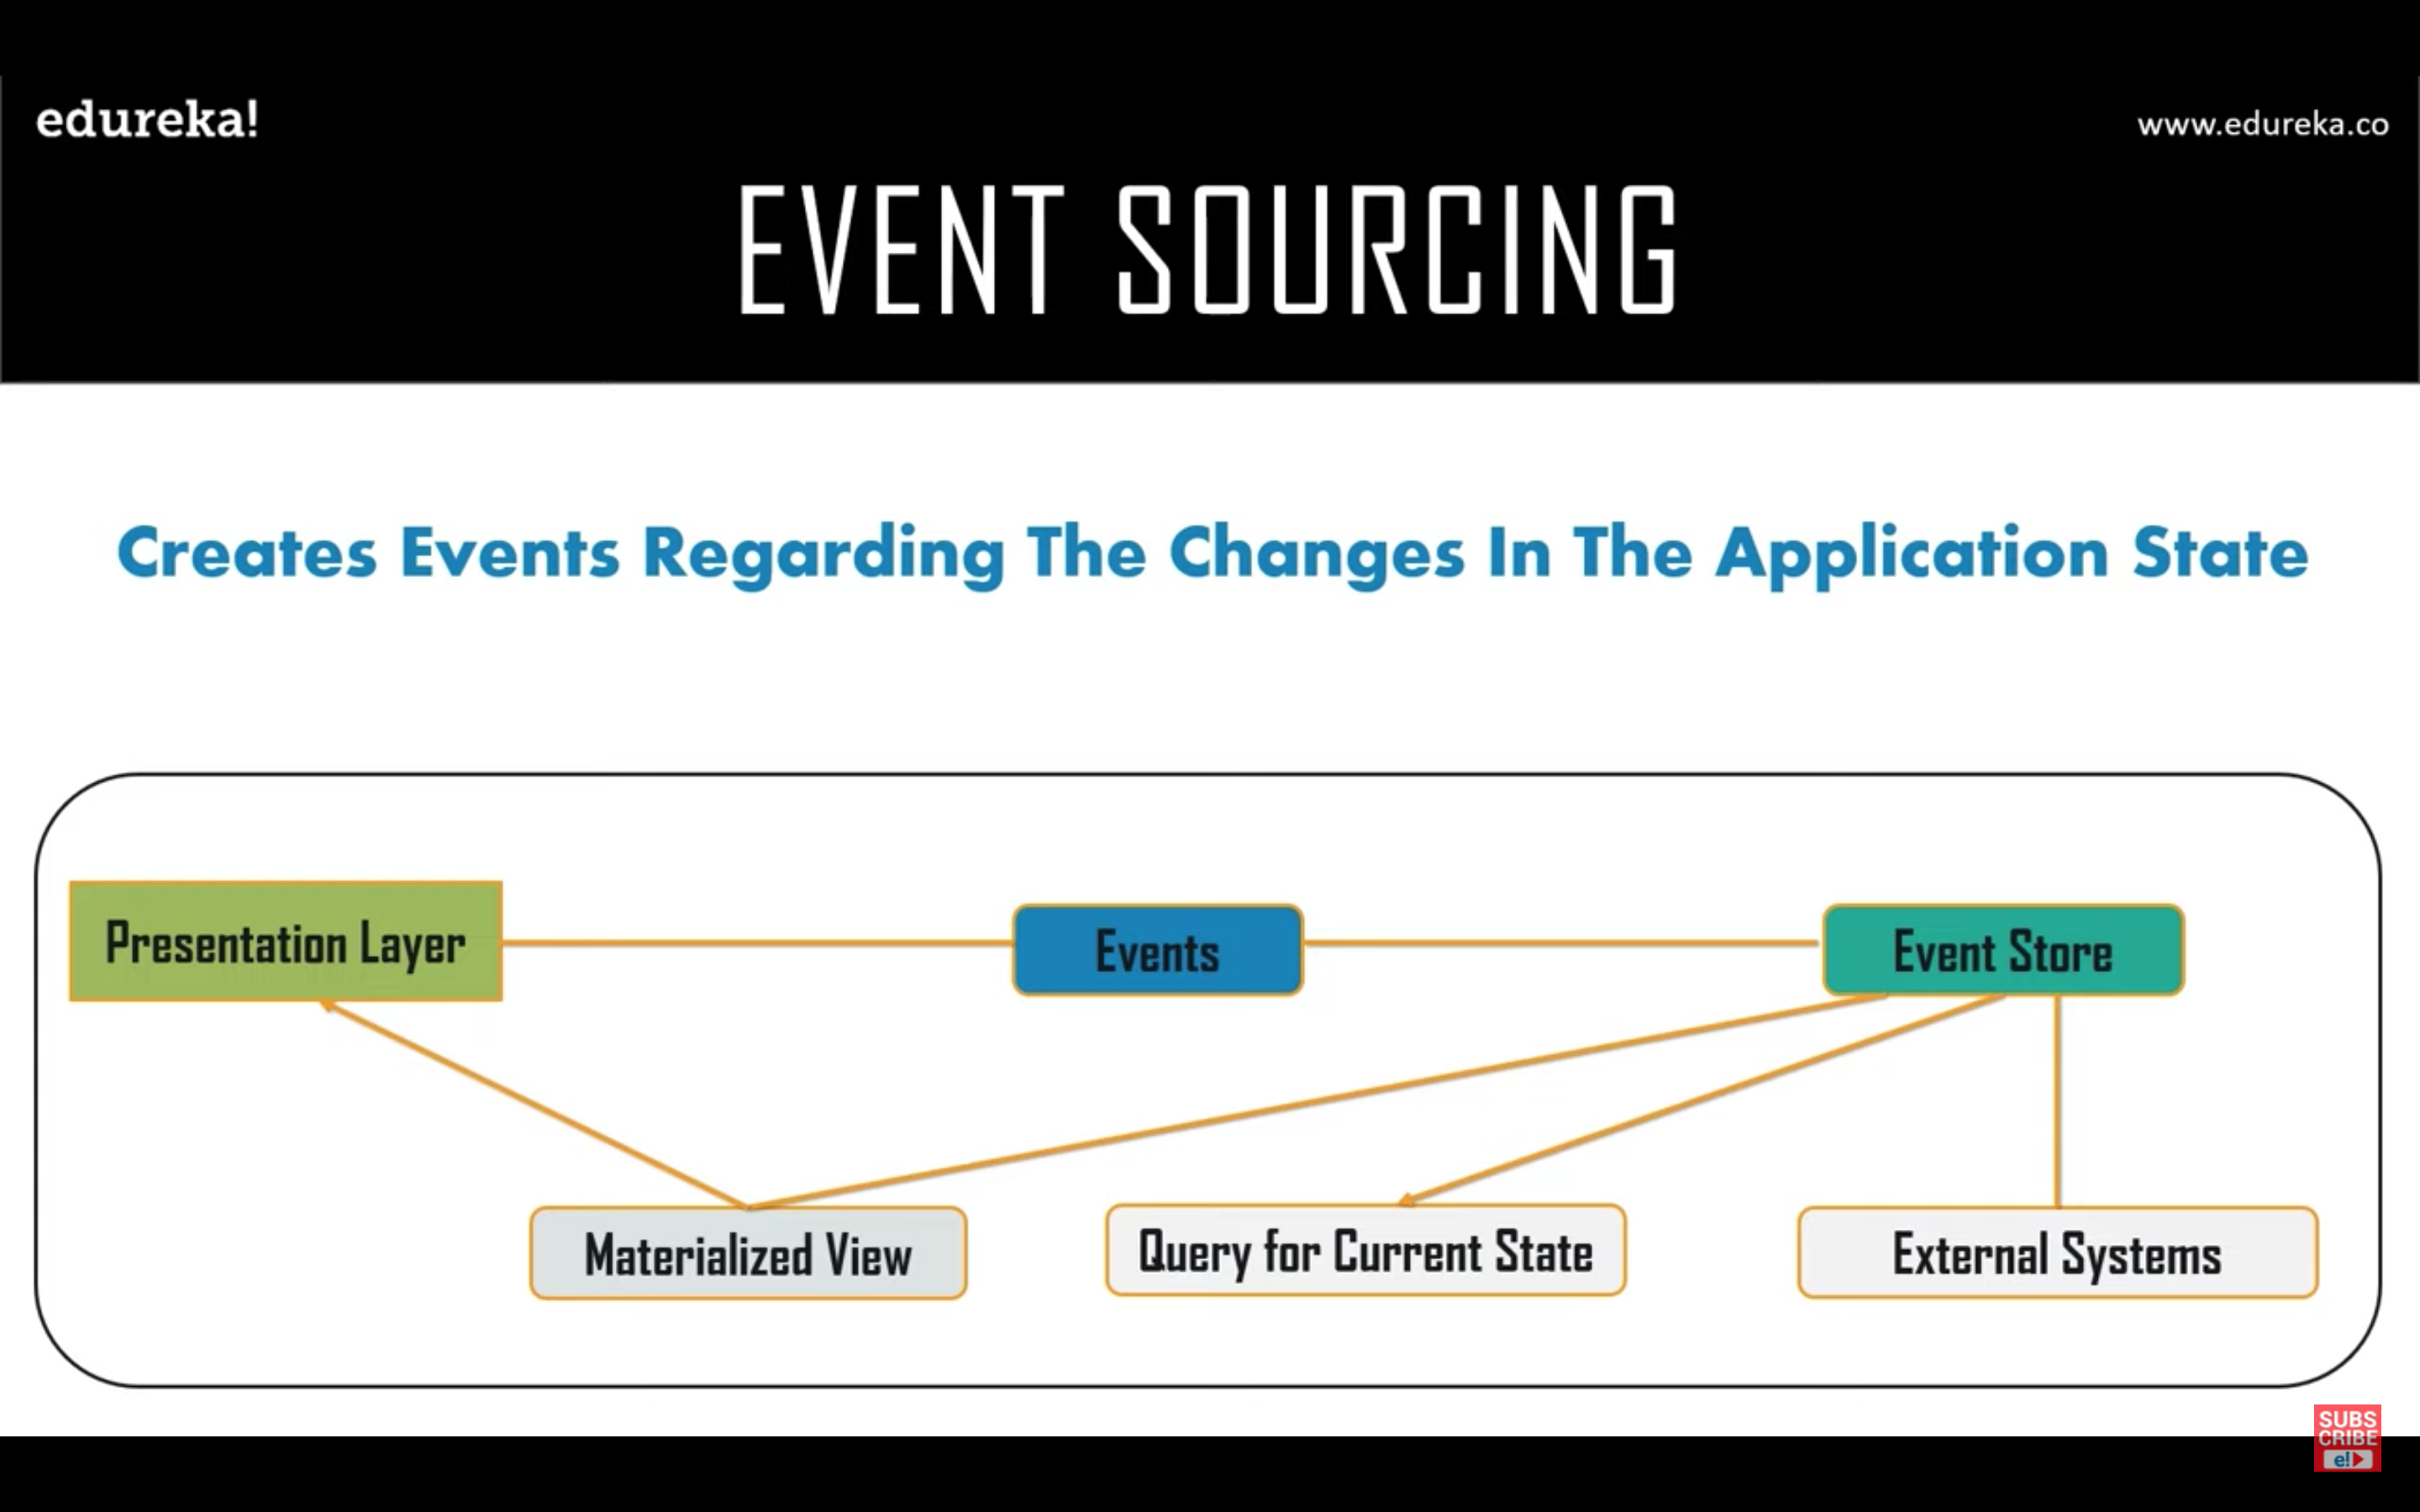 edureka!
www.edureka.co
EVENT SOURCING
Creates Events Regarding The Changes In The Application State
Presentation Layer
Events
Event Store
Materialized View
Query for Current State
External Systems
SUBS
CRIBE
e!